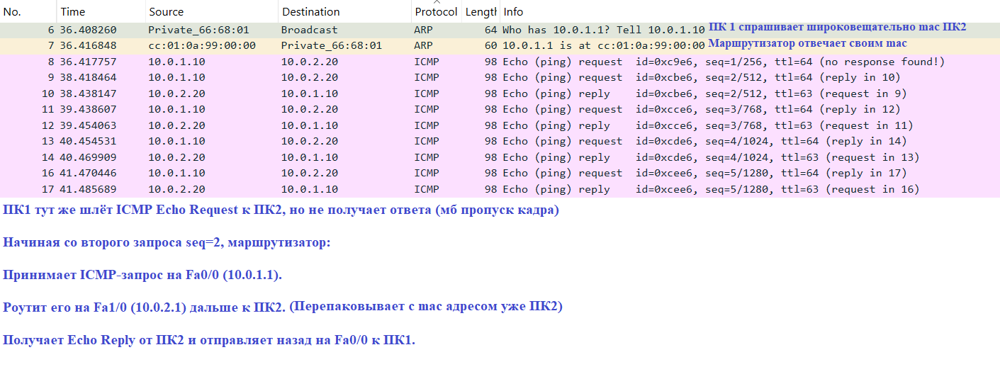 No. Time Source Destination Protocol Length Info
6 36.408260 Private_66:68:01 Broadcast ARP 64 Who has 10.0.1.1? Tell 10.0.1.10 ПК 1 спрашивает широковещательно mac ПК2
7 36.416848 cc:01:0a:99:00:00 Private_66:68:01 ARP 60 10.0.1.1 is at cc:01:0a:99:00:00 Маршрутизатор отвечает своим mac
8 36.417757 10.0.1.10 10.0.2.20 ICMP 98 Echo (ping) request id=0xc9e6, seq=1/256, ttl=64 (no response found!)
9 38.418464 10.0.1.10 10.0.2.20 ICMP 98 Echo (ping) request id=0xcbe6, seq=2/512, ttl=64 (reply in 10)
10 38.438147 10.0.2.20 10.0.1.10 ICMP 98 Echo (ping) reply id=0xcbe6, seq=2/512, ttl=63 (request in 9)
11 39.438607 10.0.1.10 10.0.2.20 ICMP 98 Echo (ping) request id=0xcce6, seq=3/768, ttl=64 (reply in 12)
12 39.454063 10.0.2.20 10.0.1.10 ICMP 98 Echo (ping) reply id=0xcce6, seq=3/768, ttl=63 (request in 11)
13 40.454531 10.0.1.10 10.0.2.20 ICMP 98 Echo (ping) request id=0xcde6, seq=4/1024, ttl=64 (reply in 14)
14 40.469909 10.0.2.20 10.0.1.10 ICMP 98 Echo (ping) reply id=0xcde6, seq=4/1024, ttl=63 (request in 13)
16 41.470446 10.0.1.10 10.0.2.20 ICMP 98 Echo (ping) request id=0xcee6, seq=5/1280, ttl=64 (reply in 17)
17 41.485689 10.0.2.20 10.0.1.10 ICMP 98 Echo (ping) reply id=0xcee6, seq=5/1280, ttl=63 (request in 16)
ПК1 тут же шлёт ICMP Echo Request к ПК2, но не получает ответа (мб пропуск кадра)
Начиная со второго запроса seq=2, маршрутизатор:
Принимает ICMP-запрос на Fa0/0 (10.0.1.1).
Роутит его на Fa1/0 (10.0.2.1) дальше к ПК2. (Перепаковывает с mac адресом уже ПК2)
Получает Echo Reply от ПК2 и отправляет назад на Fa0/0 к ПК1.